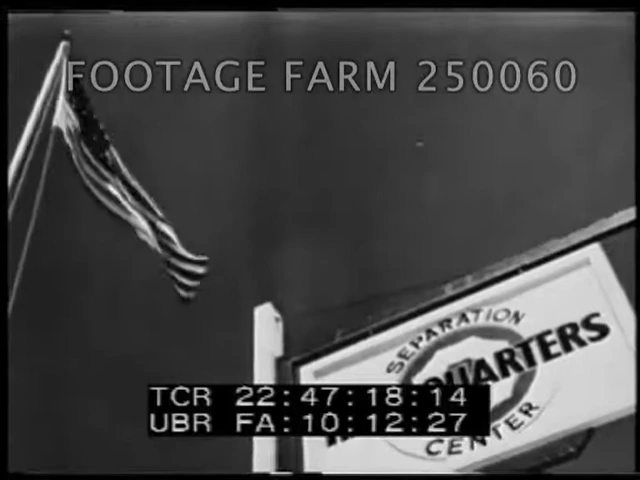 FOOTAGE FARM 250060
SEPARATION
QUARTERS
CENTER
TCR 22:47:18:14
UBR FA:10:12:27